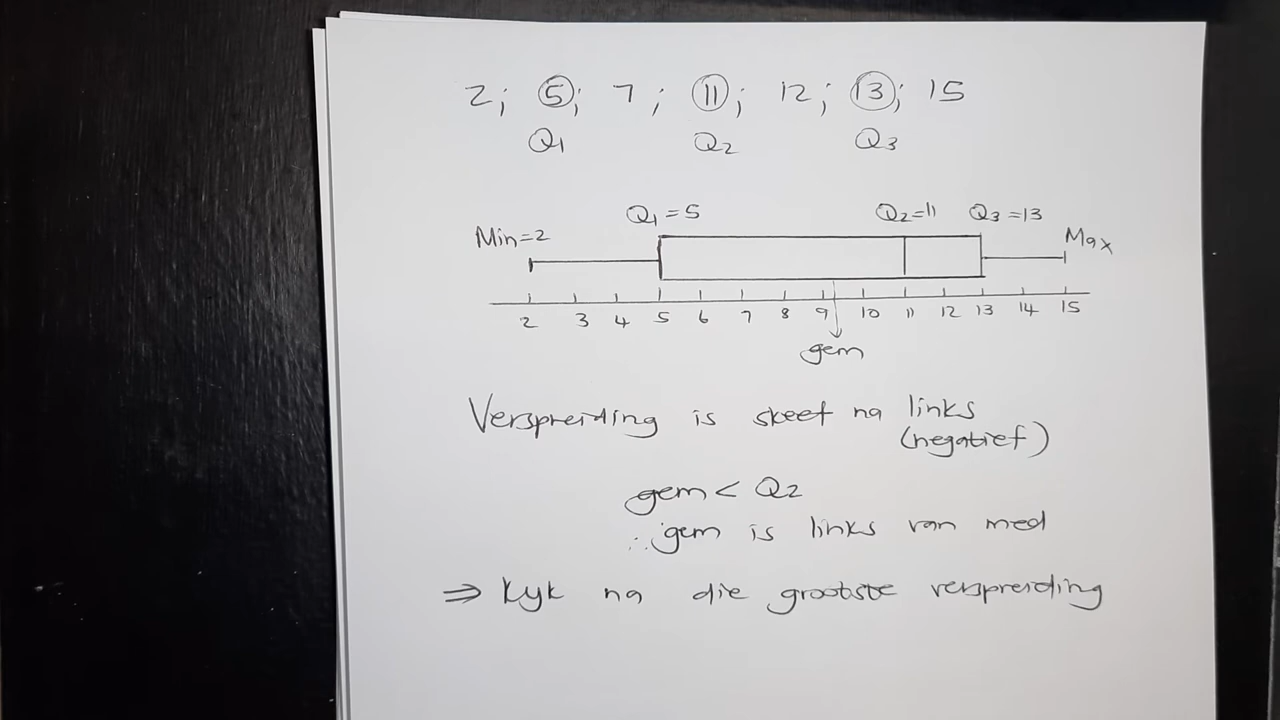 2; 5; 7; 11; 12; 13; 15
Q1 Q2 Q3
Q1=5 Q2=11 Q3=13
Min=2 Max
2 3 4 5 6 7 8 9 10 11 12 13 14 15
gem
Verspreiding is skeef na links
(negatief)
gem < Q2
∴ gem is links van med
⇒ Kyk na die grootste verspreiding